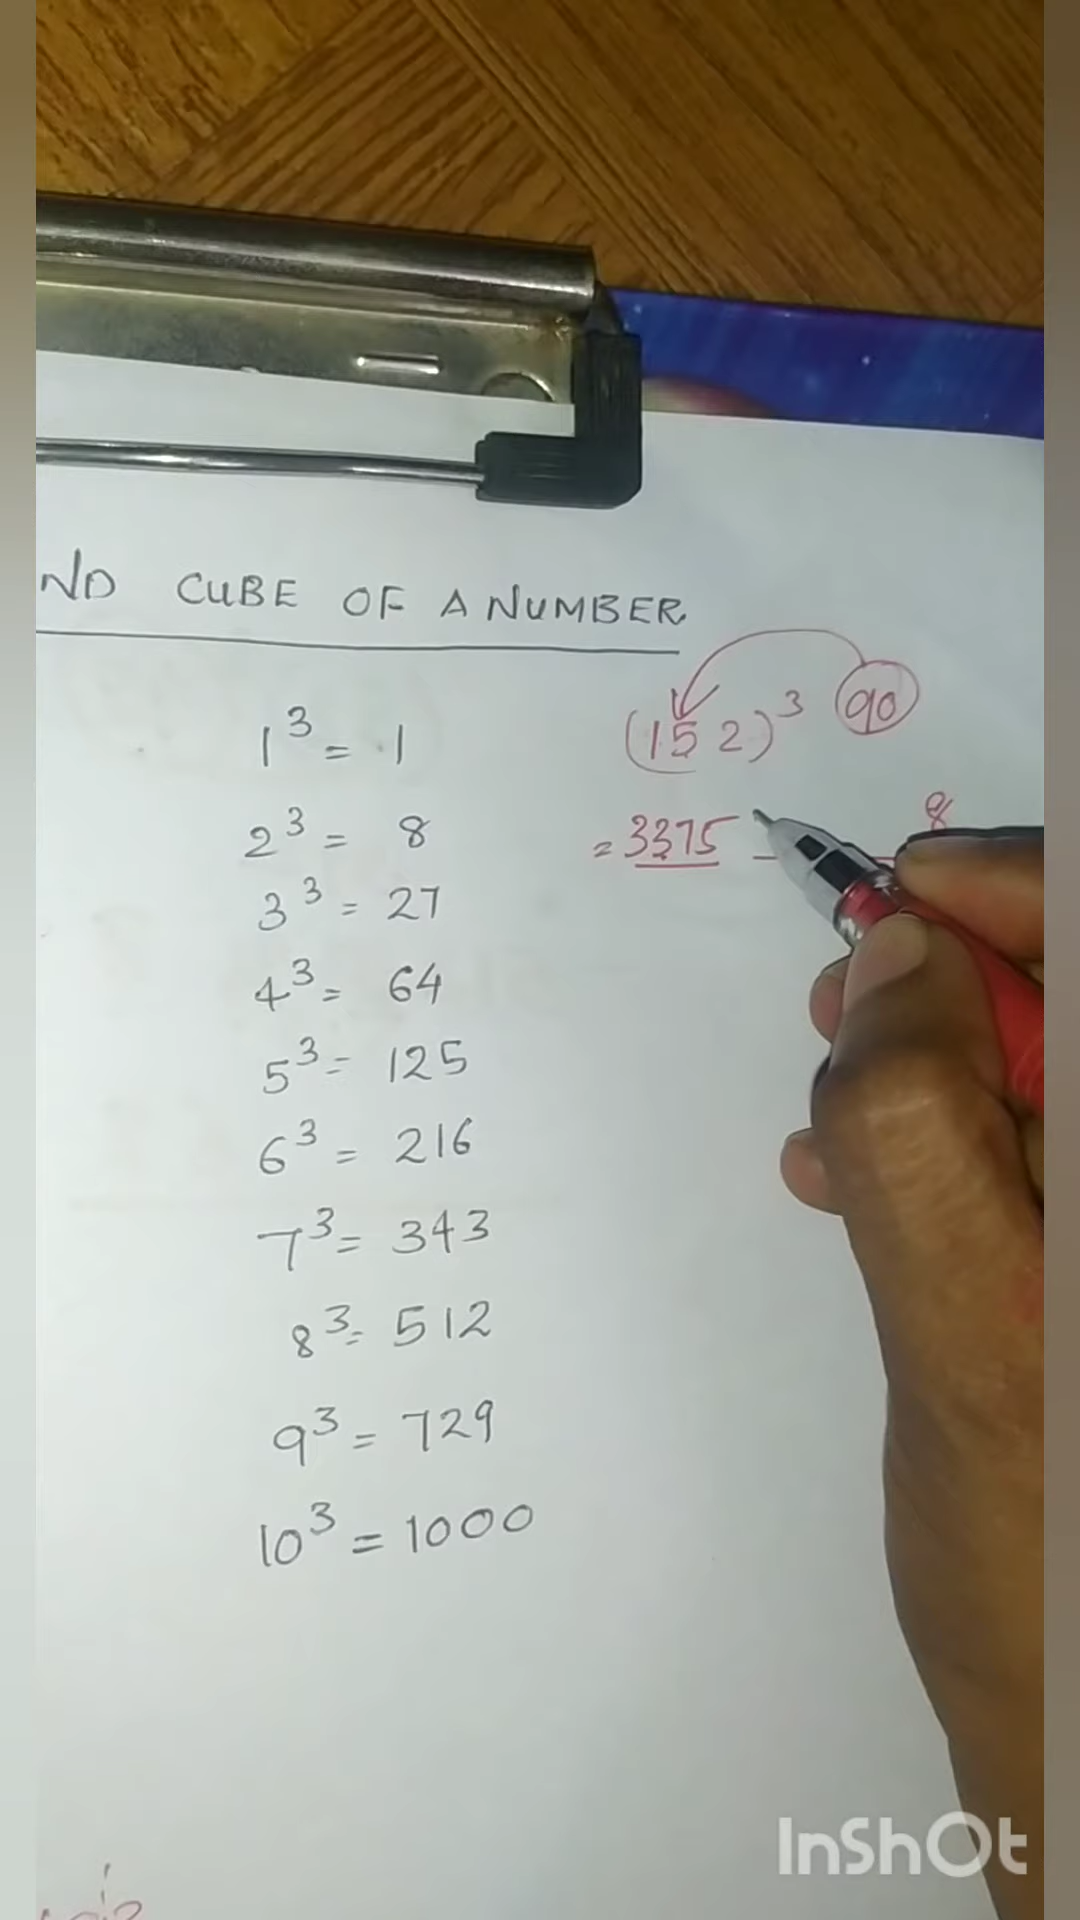 ND CUBE OF A NUMBER
1³ = 1
2³ = 8
3³ = 27
4³ = 64
5³ = 125
6³ = 216
7³ = 343
8³ = 512
9³ = 729
10³ = 1000
(152)³ 90
= 3375 8
InShOt